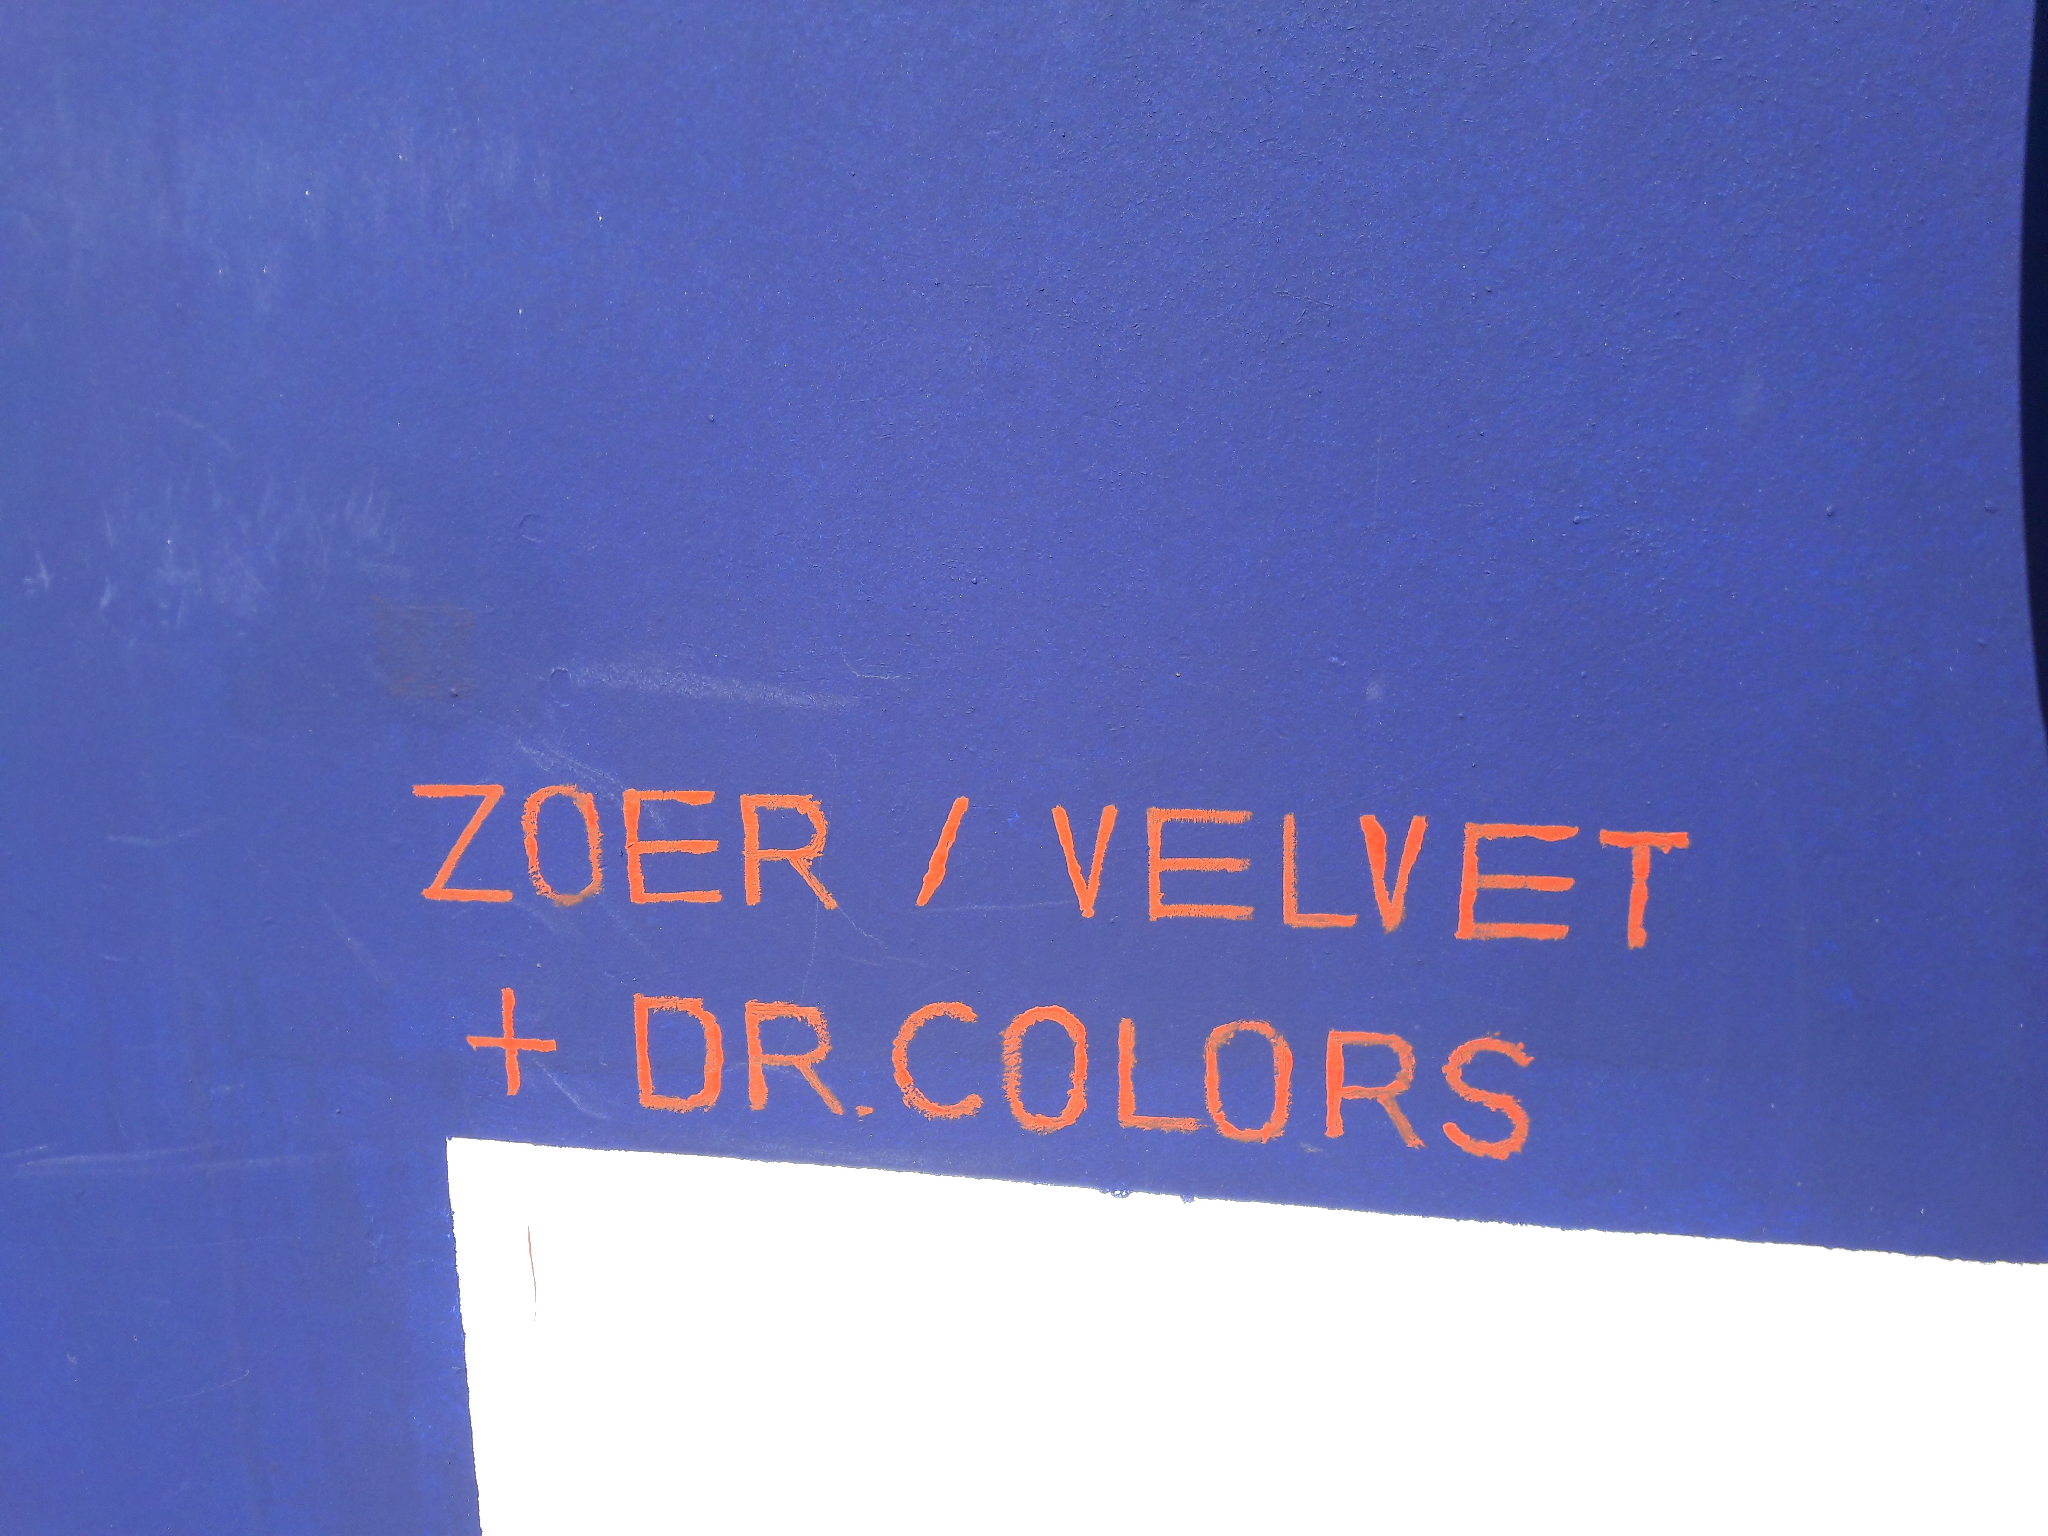 ZOER / VELVET
+ DR.COLORS